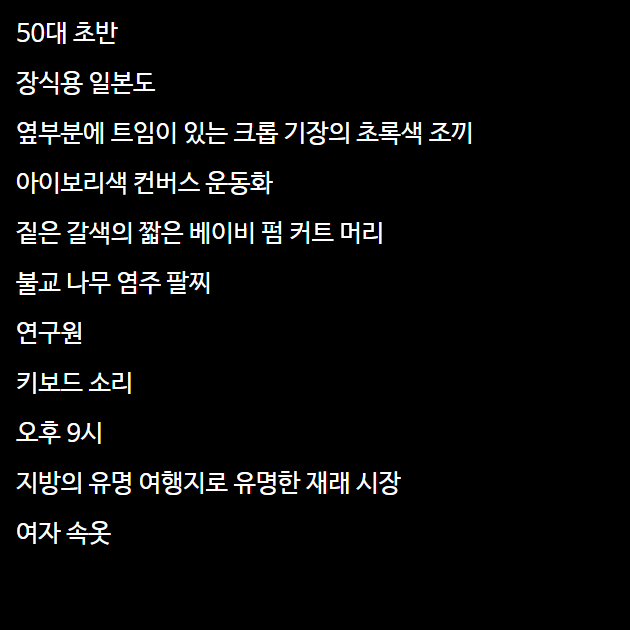 50대 초반
장식용 일본도
옆부분에 트임이 있는 크롭 기장의 초록색 조끼
아이보리색 컨버스 운동화
짙은 갈색의 짧은 베이비 펌 커트 머리
불교 나무 염주 팔찌
연구원
키보드 소리
오후 9시
지방의 유명 여행지로 유명한 재래 시장
여자 속옷